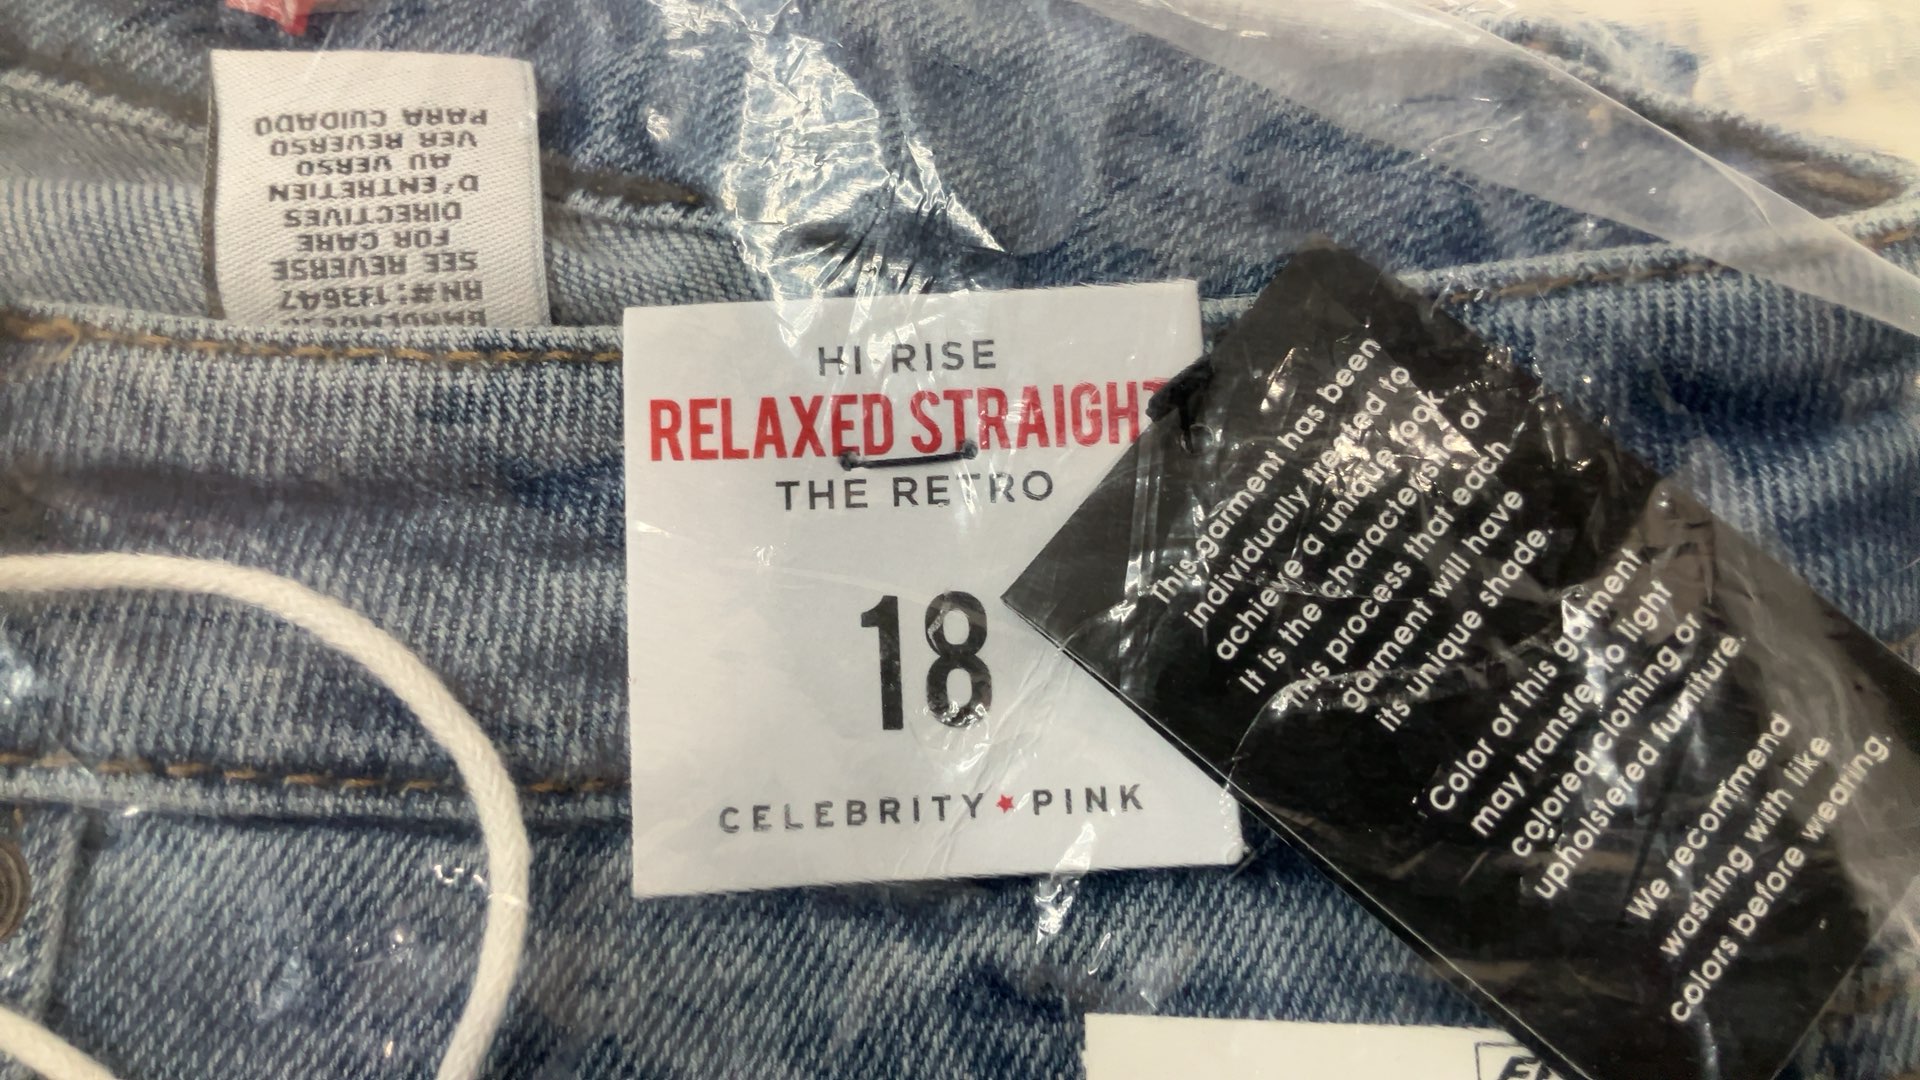 PARA CUIDADO
VER REVERSO
AU VERSO
D'ENTRETIEN
DIRECTIVES
FOR CARE
SEE REVERSE
RN#: 133647
HI-RISE
RELAXED STRAIGHT
THE RETRO
18
CELEBRITY★PINK
This garment has been
individually treated to
achieve a unique look
It is the characteristic of
this process that each
garment will have
its unique shade.
Color of this garment
may transfer to light
colored clothing or
upholstered furniture.
We recommend
washing with like
colors before wearing.